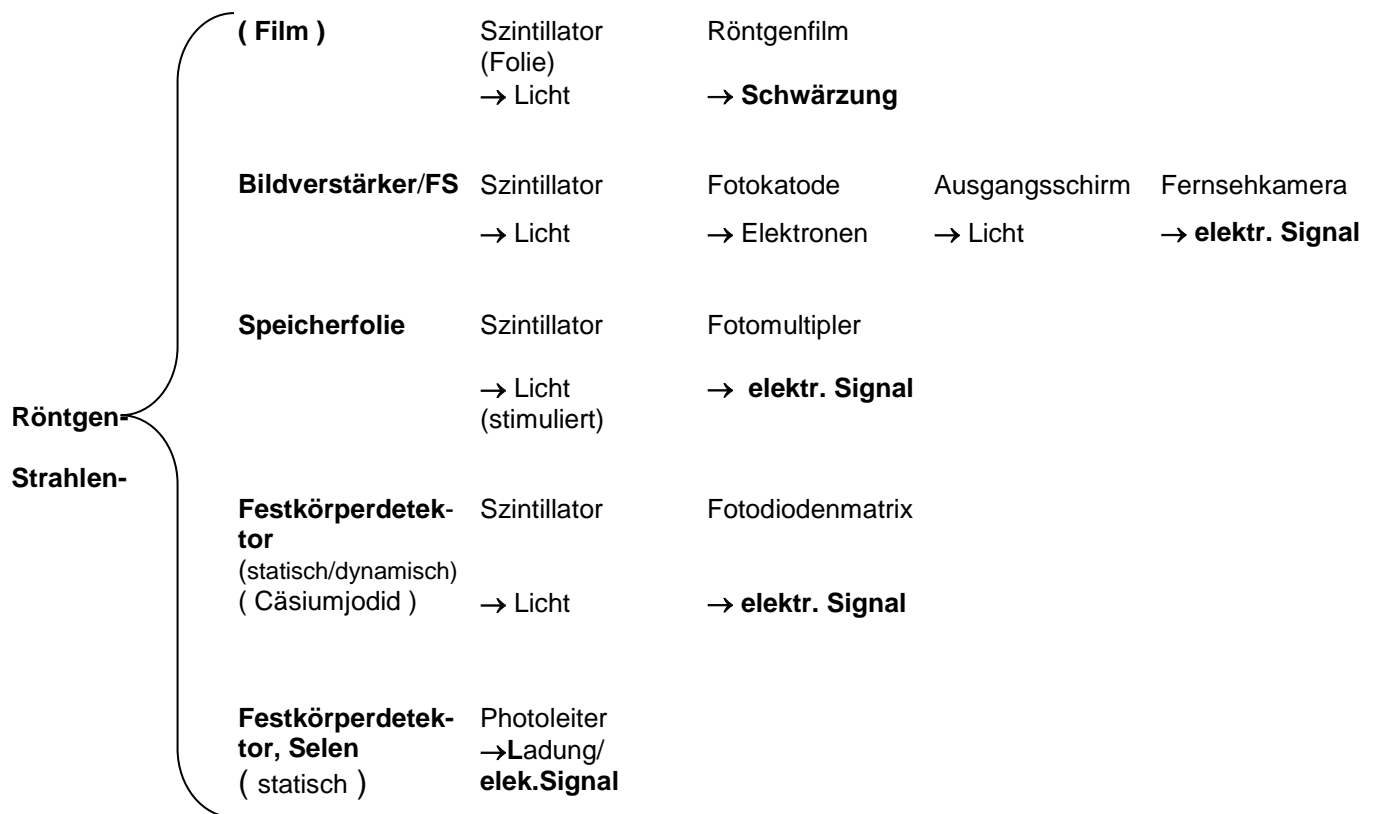 ( Film ) Szintillator Röntgenfilm
(Folie)
→ Licht → Schwärzung
Bildverstärker/FS Szintillator Fotokatode Ausgangsschirm Fernsehkamera
→ Licht → Elektronen → Licht → elektr. Signal
Speicherfolie Szintillator Fotomultipler
→ Licht → elektr. Signal
(stimuliert)
Röntgen-
Strahlen-
Festkörperdetek- Szintillator Fotodiodenmatrix
tor
(statisch/dynamisch)
( Cäsiumjodid ) → Licht → elektr. Signal
Festkörperdetek- Photoleiter
tor, Selen →Ladung/
( statisch ) elek.Signal